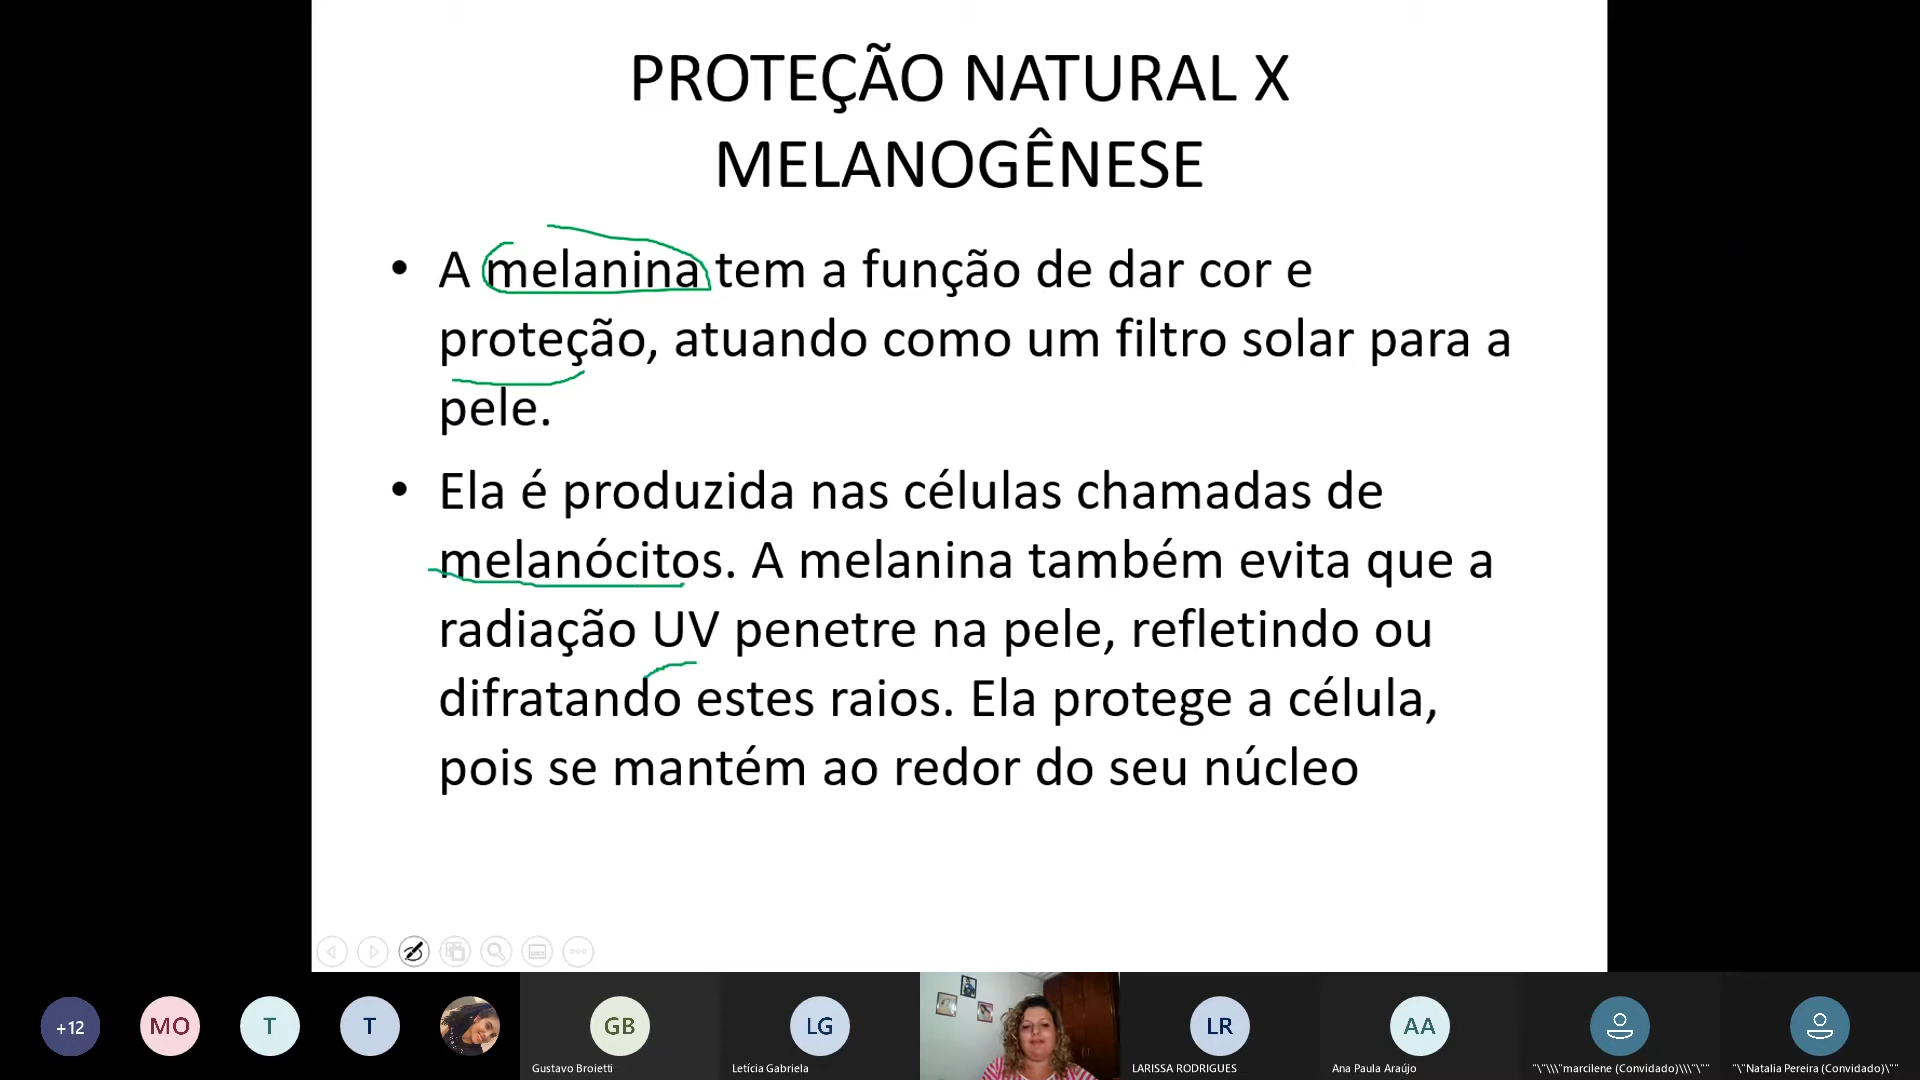 PROTEÇÃO NATURAL X
MELANOGÊNESE
• A melanina tem a função de dar cor e
proteção, atuando como um filtro solar para a
pele.
• Ela é produzida nas células chamadas de
melanócitos. A melanina também evita que a
radiação UV penetre na pele, refletindo ou
difratando estes raios. Ela protege a célula,
pois se mantém ao redor do seu núcleo
+12
MO
T
T
GB
Gustavo Broietti
LG
Letícia Gabriela
LR
LARISSA RODRIGUES
AA
Ana Paula Araújo
"\"\\\"marcilene (Convidado)\\\"\""
"\"Natalia Pereira (Convidado)\""